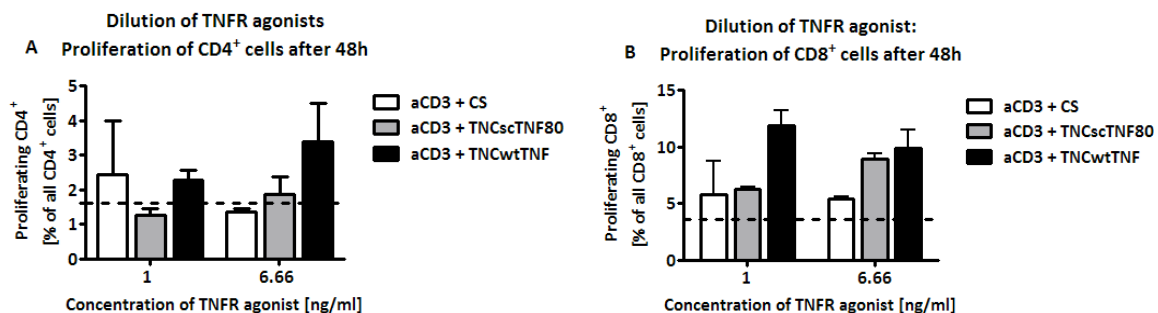 Dilution of TNFR agonists
A Proliferation of CD4⁺ cells after 48h
Proliferating CD4⁺
[% of all CD4⁺ cells]
5
4
3
2
1
0
1 6.66
Concentration of TNFR agonist [ng/ml]
aCD3 + CS
aCD3 + TNCscTNF80
aCD3 + TNCwtTNF
Dilution of TNFR agonist:
B Proliferation of CD8⁺ cells after 48h
Proliferating CD8⁺
[% of all CD8⁺ cells]
15
10
5
0
1 6.66
Concentration of TNFR agonist [ng/ml]
aCD3 + CS
aCD3 + TNCscTNF80
aCD3 + TNCwtTNF